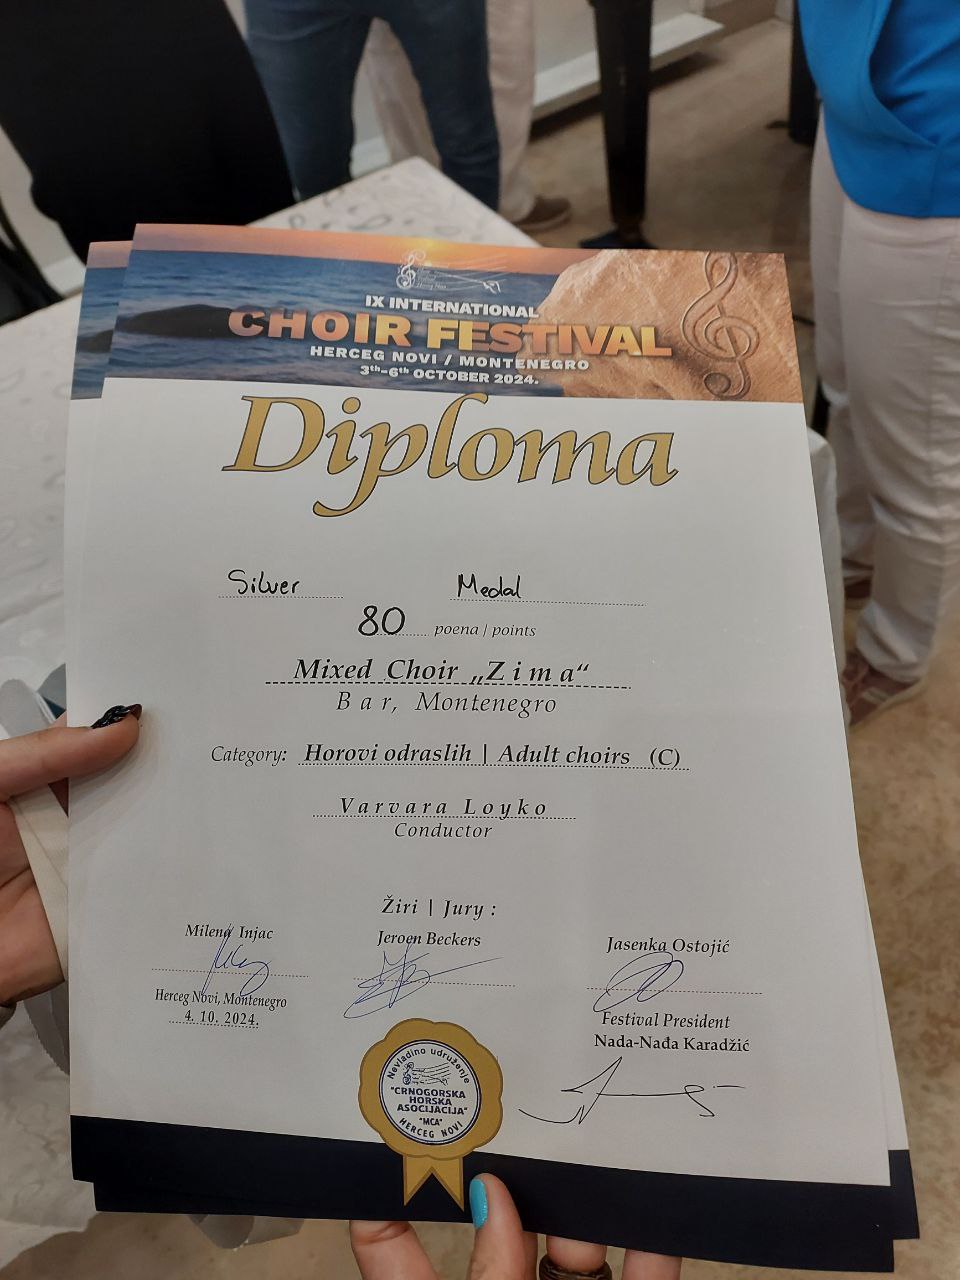 IX INTERNATIONAL
CHOIR FESTIVAL
HERCEG NOVI / MONTENEGRO
3th-6th OCTOBER 2024.
Diploma
Silver Medal
80 poena / points
Mixed Choir „Zima“
Bar, Montenegro
Category: Horovi odraslih | Adult choirs (C)
Varvara Loyko
Conductor
Žiri | Jury :
Milena Injac
Jeroen Beckers
Jasenka Ostojić
Herceg Novi, Montenegro
4. 10. 2024.
Festival President
Nada-Nađa Karadžić
Nevladino udruženje
"CRNOGORSKA
HORSKA
ASOCIJACIJA"
"MCA"
HERCEG NOVI